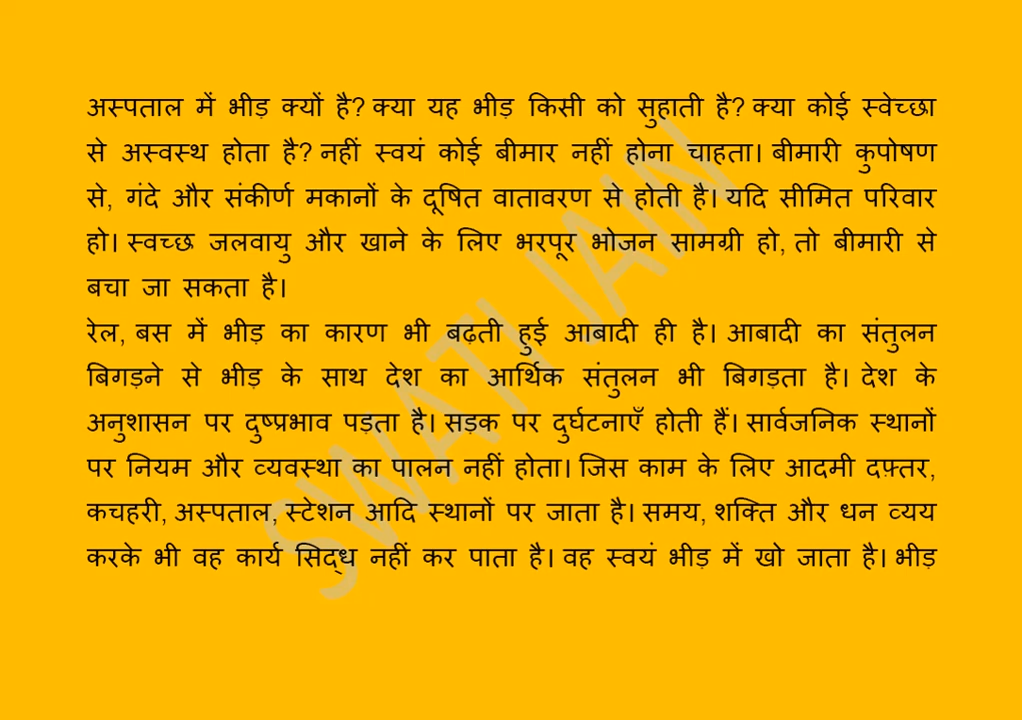 अस्पताल में भीड़ क्यों है? क्या यह भीड़ किसी को सुहाती है? क्या कोई स्वेच्छा
से अस्वस्थ होता है? नहीं स्वयं कोई बीमार नहीं होना चाहता। बीमारी कुपोषण
से, गंदे और संकीर्ण मकानों के दूषित वातावरण से होती है। यदि सीमित परिवार
हो। स्वच्छ जलवायु और खाने के लिए भरपूर भोजन सामग्री हो, तो बीमारी से
बचा जा सकता है।
रेल, बस में भीड़ का कारण भी बढ़ती हुई आबादी ही है। आबादी का संतुलन
बिगड़ने से भीड़ के साथ देश का आर्थिक संतुलन भी बिगड़ता है। देश के
अनुशासन पर दुष्प्रभाव पड़ता है। सड़क पर दुर्घटनाएँ होती हैं। सार्वजनिक स्थानों
पर नियम और व्यवस्था का पालन नहीं होता। जिस काम के लिए आदमी दफ़्तर,
कचहरी, अस्पताल, स्टेशन आदि स्थानों पर जाता है। समय, शक्ति और धन व्यय
करके भी वह कार्य सिद्ध नहीं कर पाता है। वह स्वयं भीड़ में खो जाता है। भीड़
SWATI JAIN